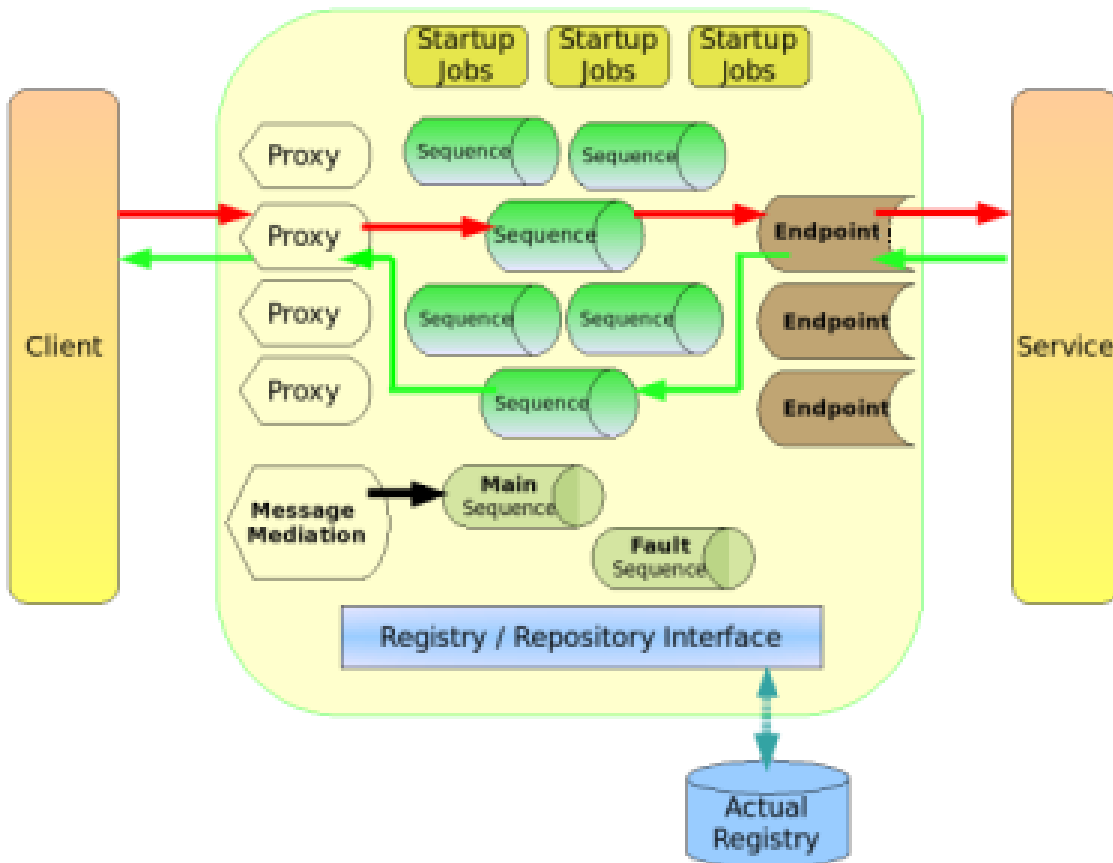 Startup
Jobs
Startup
Jobs
Startup
Jobs
Proxy
Sequence
Sequence
Proxy
Sequence
Endpoint
Proxy
Sequence
Sequence
Endpoint
Client
Service
Proxy
Sequence
Endpoint
Message
Mediation
Main
Sequence
Fault
Sequence
Registry / Repository Interface
Actual
Registry